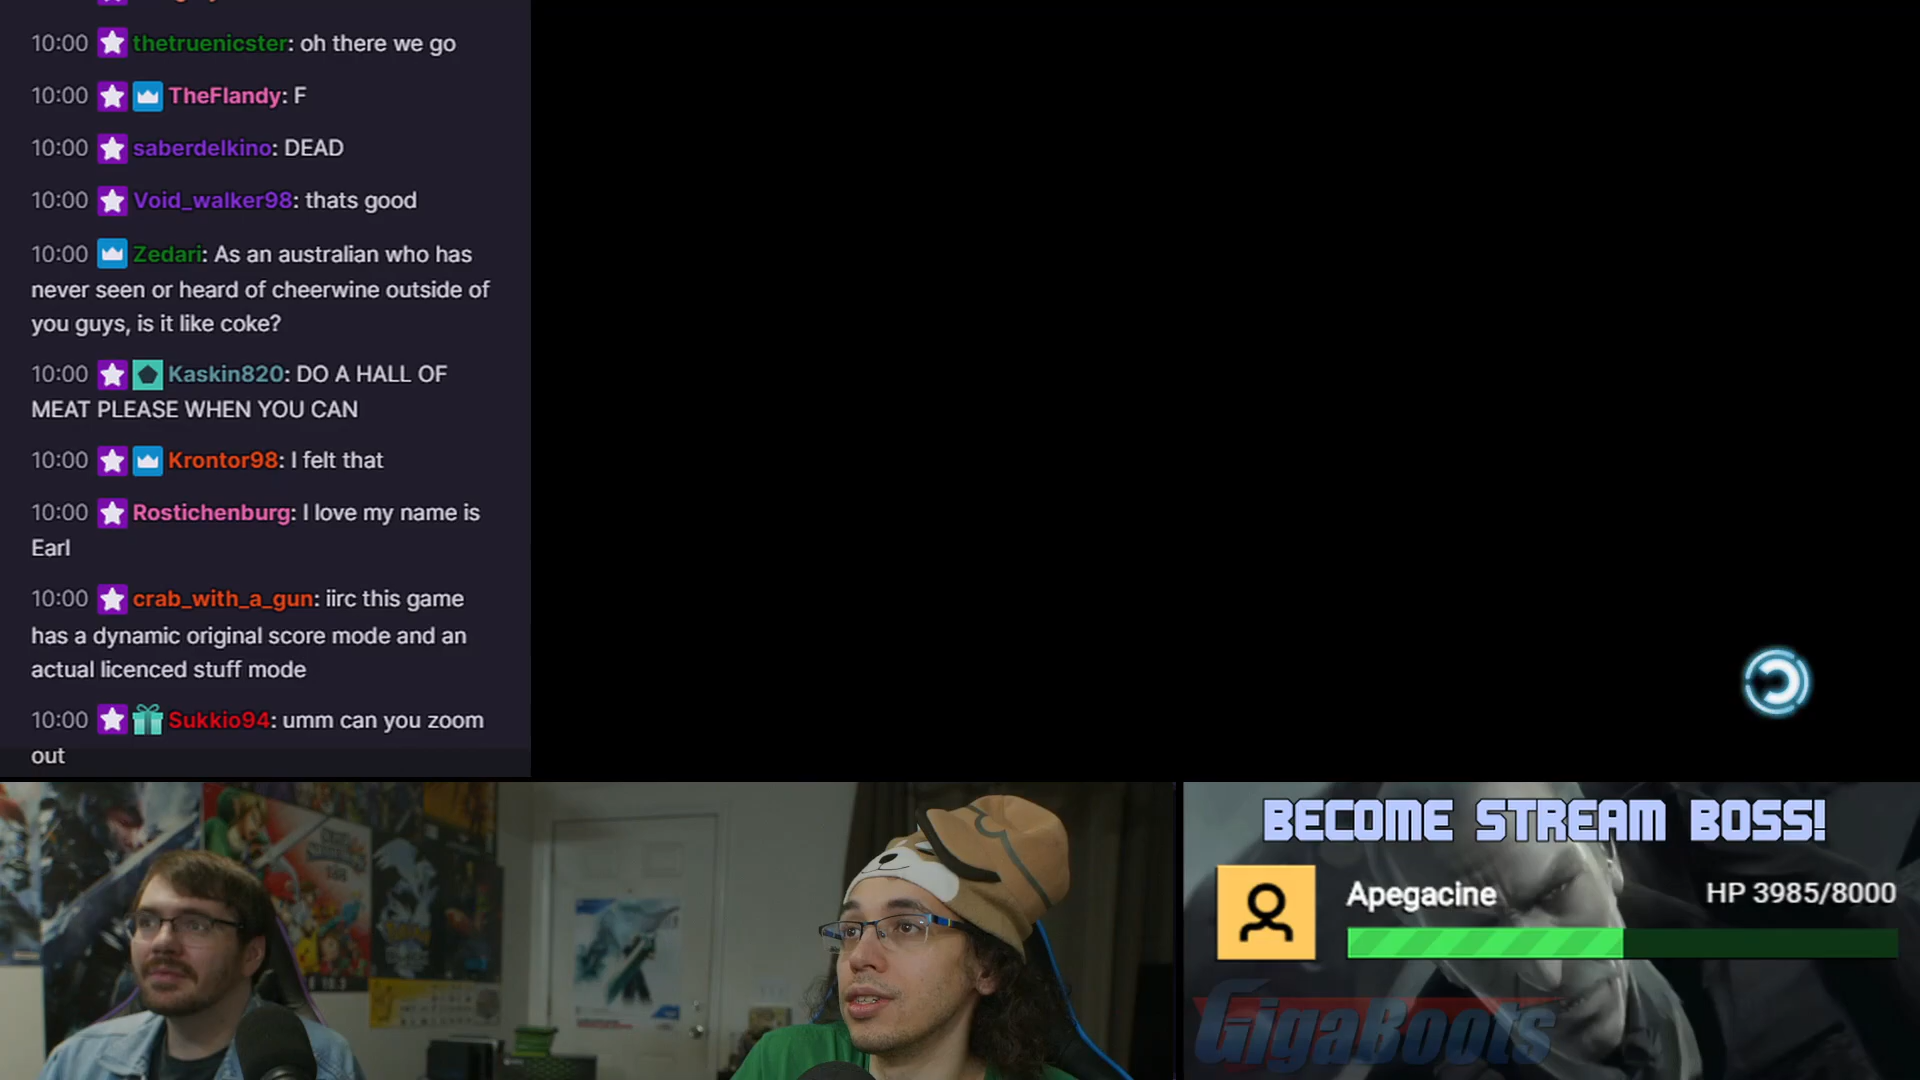 10:00 thetruenicster: oh there we go
10:00 TheFlandy: F
10:00 saberdelkino: DEAD
10:00 Void_walker98: thats good
10:00 Zedari: As an australian who has
never seen or heard of cheerwine outside of
you guys, is it like coke?
10:00 Kaskin820: DO A HALL OF
MEAT PLEASE WHEN YOU CAN
10:00 Krontor98: I felt that
10:00 Rostichenburg: I love my name is
Earl
10:00 crab_with_a_gun: iirc this game
has a dynamic original score mode and an
actual licenced stuff mode
10:00 Sukkio94: umm can you zoom
out
BECOME STREAM BOSS!
Apegacine HP 3985/8000
GigaBoots